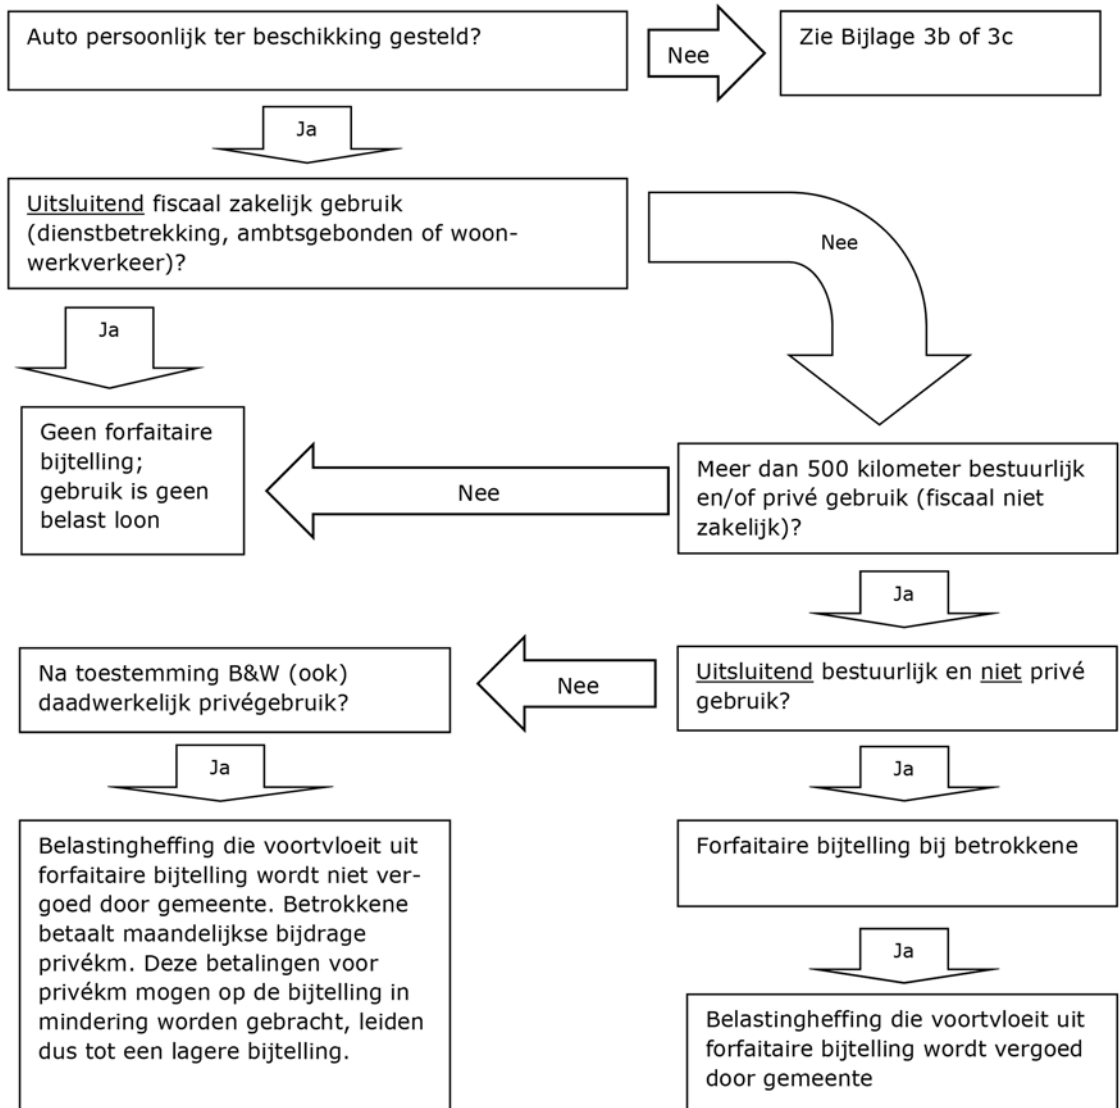 Auto persoonlijk ter beschikking gesteld?
Nee
Zie Bijlage 3b of 3c
Ja
Uitsluitend fiscaal zakelijk gebruik
(dienstbetrekking, ambtsgebonden of woon-
werkverkeer)?
Nee
Ja
Geen forfaitaire
bijtelling;
gebruik is geen
belast loon
Nee
Meer dan 500 kilometer bestuurlijk
en/of privé gebruik (fiscaal niet
zakelijk)?
Ja
Na toestemming B&W (ook)
daadwerkelijk privégebruik?
Nee
Uitsluitend bestuurlijk en niet privé
gebruik?
Ja
Ja
Belastingheffing die voortvloeit uit
forfaitaire bijtelling wordt niet ver-
goed door gemeente. Betrokkene
betaalt maandelijkse bijdrage
privékm. Deze betalingen voor
privékm mogen op de bijtelling in
mindering worden gebracht, leiden
dus tot een lagere bijtelling.
Forfaitaire bijtelling bij betrokkene
Ja
Belastingheffing die voortvloeit uit
forfaitaire bijtelling wordt vergoed
door gemeente